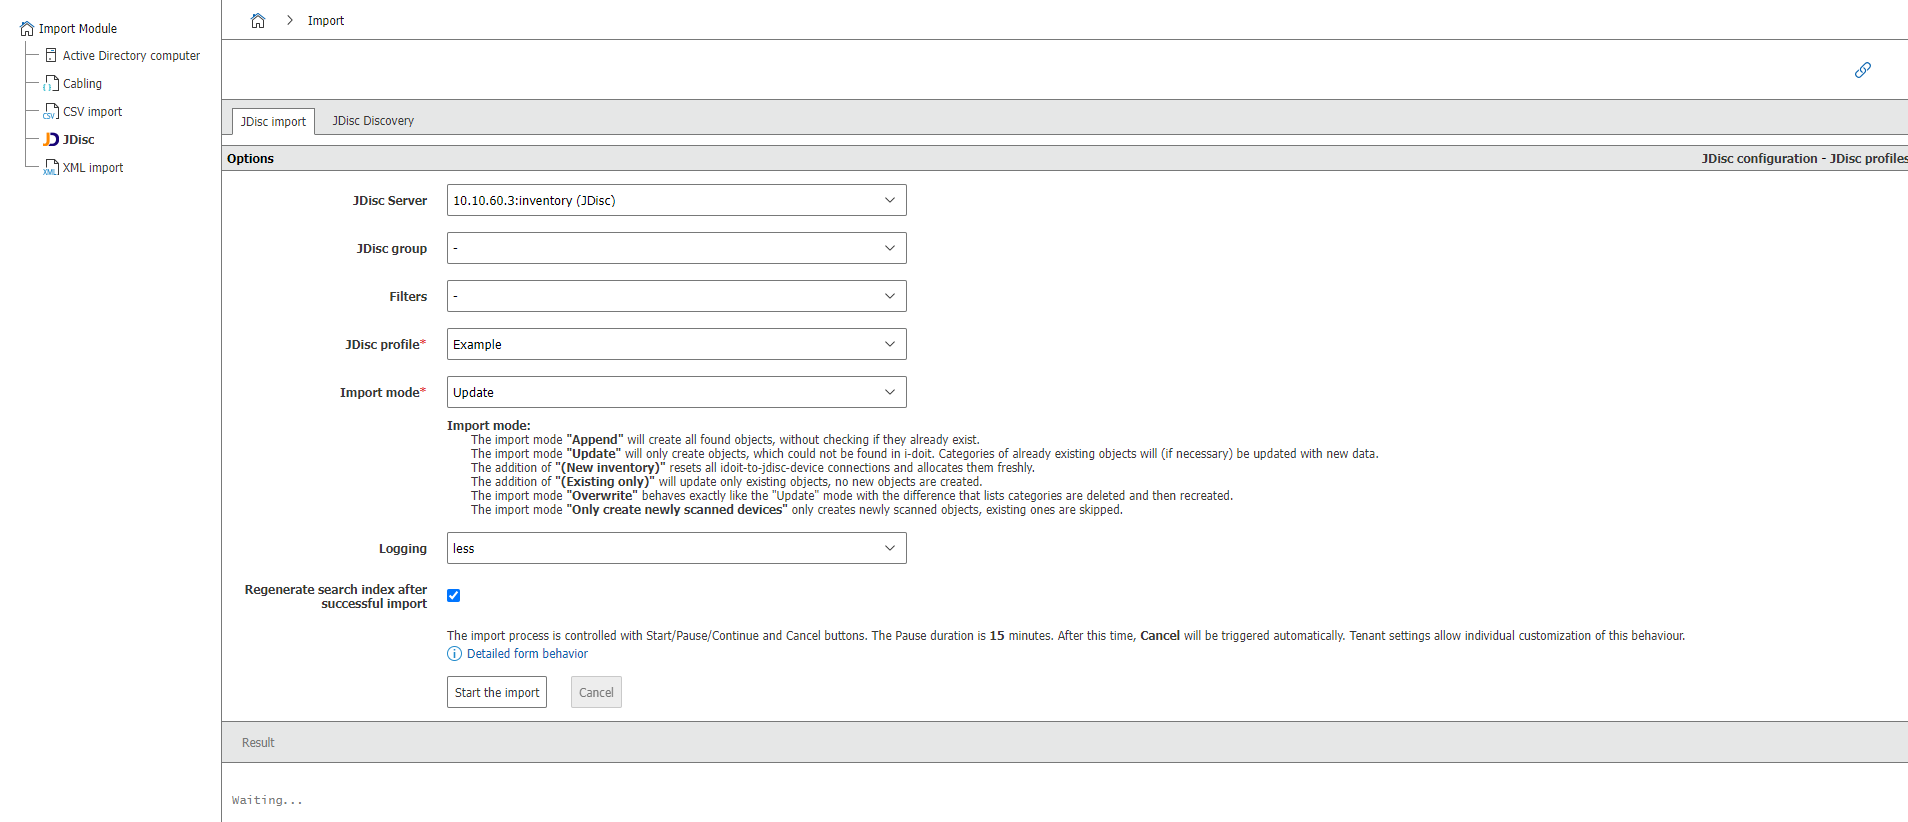 Import Module
Active Directory computer
Cabling
CSV import
JDisc
XML import
Import
JDisc import
JDisc Discovery
Options
JDisc configuration - JDisc profiles
JDisc Server
10.10.60.3:inventory (JDisc)
JDisc group
-
Filters
-
JDisc profile*
Example
Import mode*
Update
Import mode:
The import mode "Append" will create all found objects, without checking if they already exist.
The import mode "Update" will only create objects, which could not be found in i-doit. Categories of already existing objects will (if necessary) be updated with new data.
The addition of "(New inventory)" resets all idoit-to-jdisc-device connections and allocates them freshly.
The addition of "(Existing only)" will update only existing objects, no new objects are created.
The import mode "Overwrite" behaves exactly like the "Update" mode with the difference that lists categories are deleted and then recreated.
The import mode "Only create newly scanned devices" only creates newly scanned objects, existing ones are skipped.
Logging
less
Regenerate search index after
successful import
The import process is controlled with Start/Pause/Continue and Cancel buttons. The Pause duration is 15 minutes. After this time, Cancel will be triggered automatically. Tenant settings allow individual customization of this behaviour.
Detailed form behavior
Start the import
Cancel
Result
Waiting...